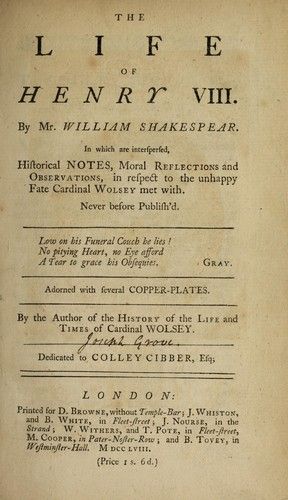 THE
LIFE
OF
HENRY VIII.
By Mr. WILLIAM SHAKESPEAR.
In which are interſperſed,
Hiſtorical NOTES, Moral REFLECTIONS and
OBSERVATIONS, in reſpect to the unhappy
Fate Cardinal WOLSEY met with.
Never before Publiſh'd.
Low on his Funeral Couch he lies!
No pitying Heart, no Eye afford
A Tear to grace his Obſequies. GRAY.
Adorned with ſeveral COPPER-PLATES.
By the Author of the HISTORY of the LIFE and
TIMES of Cardinal WOLSEY.
Joseph Grove.
Dedicated to COLLEY CIBBER, Eſq;
LONDON:
Printed for D. BROWNE, without Temple-Bar; J. WHISTON,
and B. WHITE, in Fleet-ſtreet; J. NOURSE, in the
Strand; W. WITHERS, and T. POTE, in Fleet-ſtreet,
M. COOPER, in Pater-Noſter-Row; and B. TOVEY, in
Weſtminſter-Hall. MDCCLVIII.
(Price 1s. 6d.)